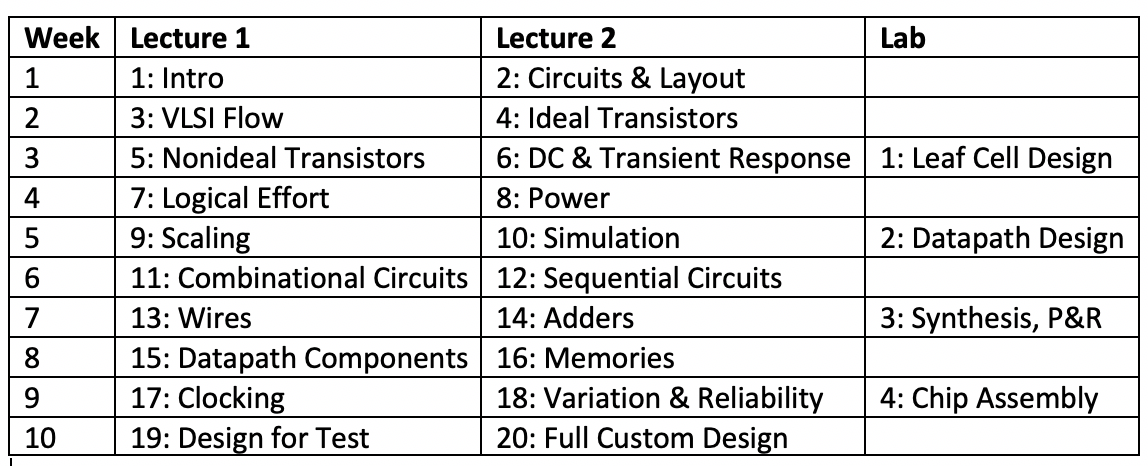 Week Lecture 1 Lecture 2 Lab
1 1: Intro 2: Circuits & Layout
2 3: VLSI Flow 4: Ideal Transistors
3 5: Nonideal Transistors 6: DC & Transient Response 1: Leaf Cell Design
4 7: Logical Effort 8: Power
5 9: Scaling 10: Simulation 2: Datapath Design
6 11: Combinational Circuits 12: Sequential Circuits
7 13: Wires 14: Adders 3: Synthesis, P&R
8 15: Datapath Components 16: Memories
9 17: Clocking 18: Variation & Reliability 4: Chip Assembly
10 19: Design for Test 20: Full Custom Design